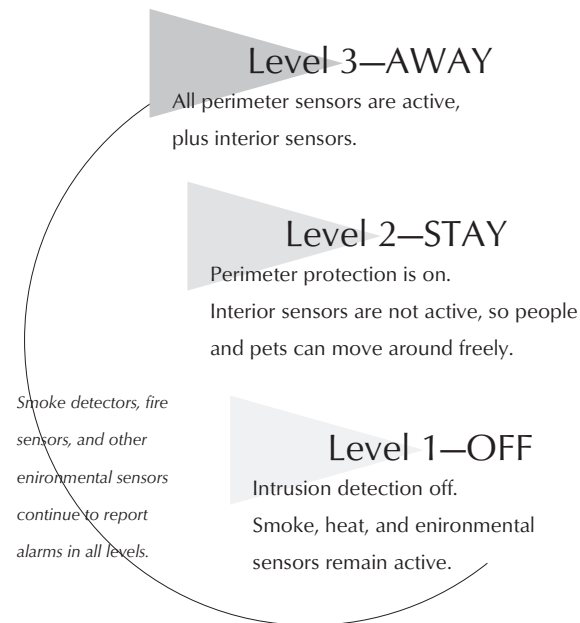 Level 3—AWAY
All perimeter sensors are active,
plus interior sensors.
Level 2—STAY
Perimeter protection is on.
Interior sensors are not active, so people
and pets can move around freely.
Smoke detectors, fire
sensors, and other
enironmental sensors
continue to report
alarms in all levels.
Level 1—OFF
Intrusion detection off.
Smoke, heat, and enironmental
sensors remain active.